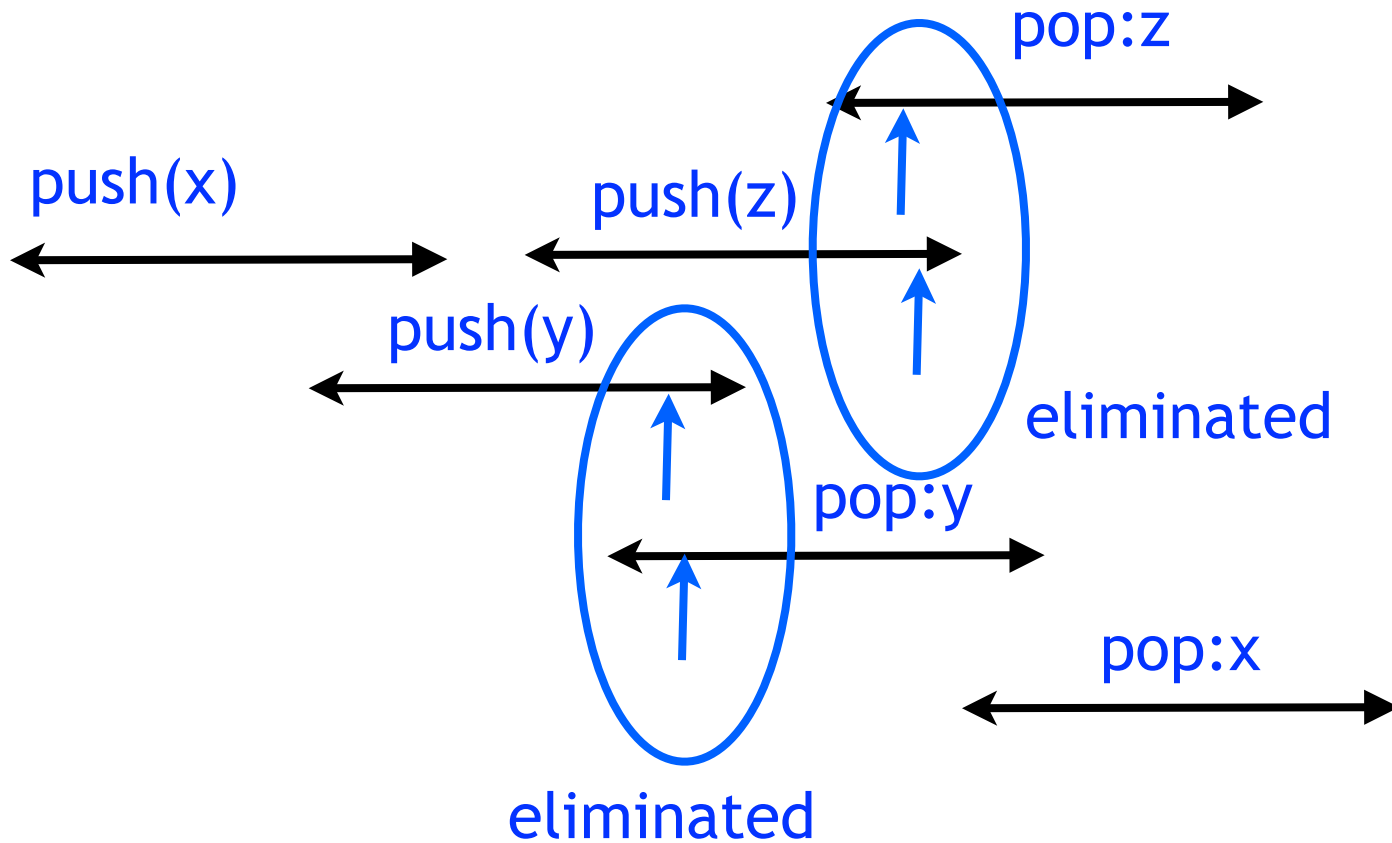 pop:z
push(x)
push(z)
push(y)
eliminated
pop:y
pop:x
eliminated